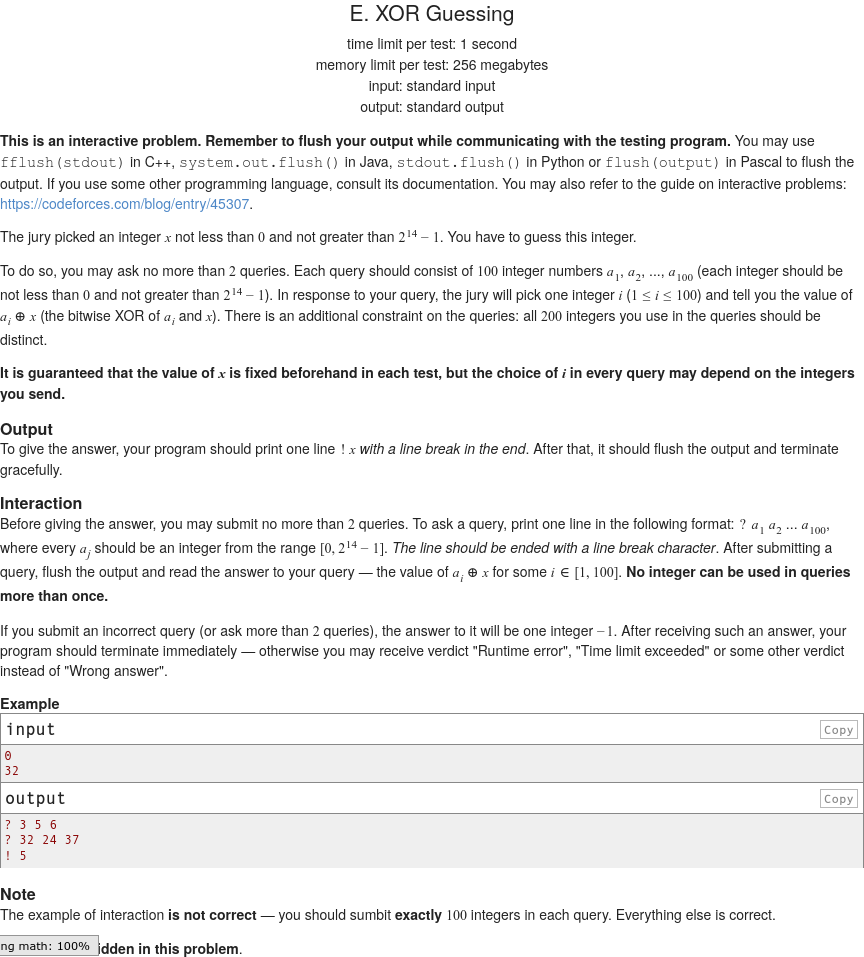 E. XOR Guessing
time limit per test: 1 second
memory limit per test: 256 megabytes
input: standard input
output: standard output
This is an interactive problem. Remember to flush your output while communicating with the testing program. You may use
fflush(stdout) in C++, system.out.flush() in Java, stdout.flush() in Python or flush(output) in Pascal to flush the
output. If you use some other programming language, consult its documentation. You may also refer to the guide on interactive problems:
https://codeforces.com/blog/entry/45307.
The jury picked an integer x not less than 0 and not greater than 2^14 − 1. You have to guess this integer.
To do so, you may ask no more than 2 queries. Each query should consist of 100 integer numbers a_1, a_2, ..., a_100 (each integer should be
not less than 0 and not greater than 2^14 − 1). In response to your query, the jury will pick one integer i (1 ≤ i ≤ 100) and tell you the value of
a_i ⊕ x (the bitwise XOR of a_i and x). There is an additional constraint on the queries: all 200 integers you use in the queries should be
distinct.
It is guaranteed that the value of x is fixed beforehand in each test, but the choice of i in every query may depend on the integers
you send.
Output
To give the answer, your program should print one line ! x with a line break in the end. After that, it should flush the output and terminate
gracefully.
Interaction
Before giving the answer, you may submit no more than 2 queries. To ask a query, print one line in the following format: ? a_1 a_2 ... a_100,
where every a_j should be an integer from the range [0, 2^14 − 1]. The line should be ended with a line break character. After submitting a
query, flush the output and read the answer to your query — the value of a_i ⊕ x for some i ∈ [1, 100]. No integer can be used in queries
more than once.
If you submit an incorrect query (or ask more than 2 queries), the answer to it will be one integer −1. After receiving such an answer, your
program should terminate immediately — otherwise you may receive verdict "Runtime error", "Time limit exceeded" or some other verdict
instead of "Wrong answer".
Example
input Copy
0
32
output Copy
? 3 5 6
? 32 24 37
! 5
Note
The example of interaction is not correct — you should sumbit exactly 100 integers in each query. Everything else is correct.
ng math: 100% idden in this problem.